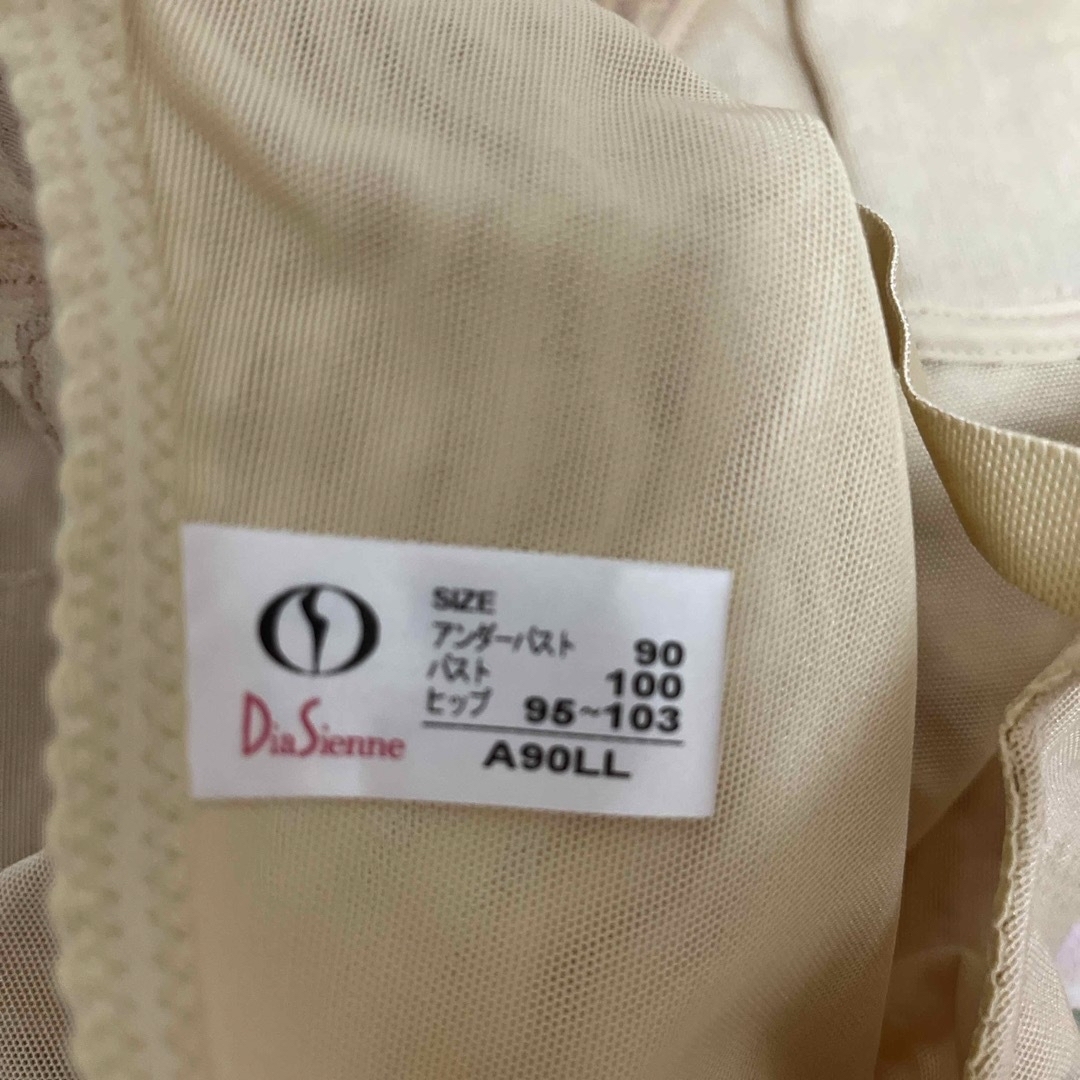 DiaSienne
SIZE
アンダーバスト 90
バスト 100
ヒップ 95~103
A90LL